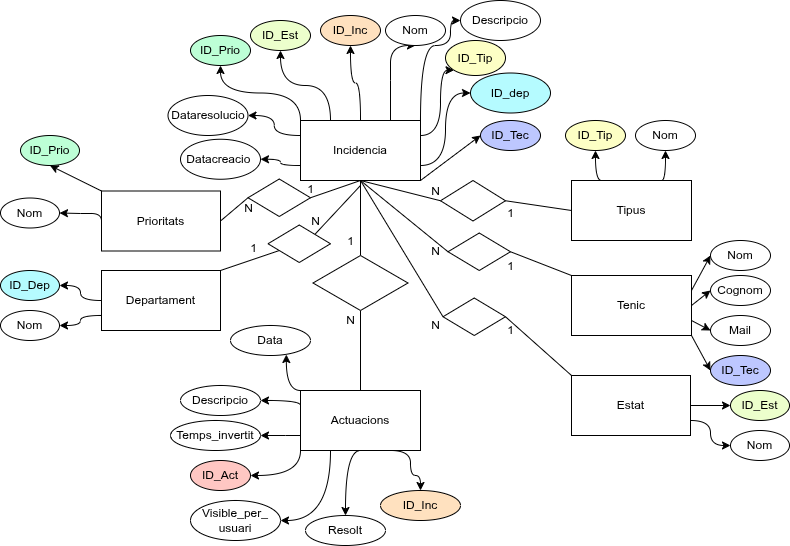 Descripcio
ID_Inc
Nom
ID_Est
ID_Prio
ID_Tip
ID_dep
Dataresolucio
ID_Tec
ID_Tip
Nom
Incidencia
ID_Prio
Datacreacio
1
N
N
1
Nom
Prioritats
Tipus
N
1
1
N
1
Nom
ID_Dep
Departament
Cognom
Tenic
Nom
N
N
1
Mail
Data
ID_Tec
Descripcio
Estat
ID_Est
Actuacions
Temps_invertit
Nom
ID_Act
ID_Inc
Visible_per_
usuari
Resolt